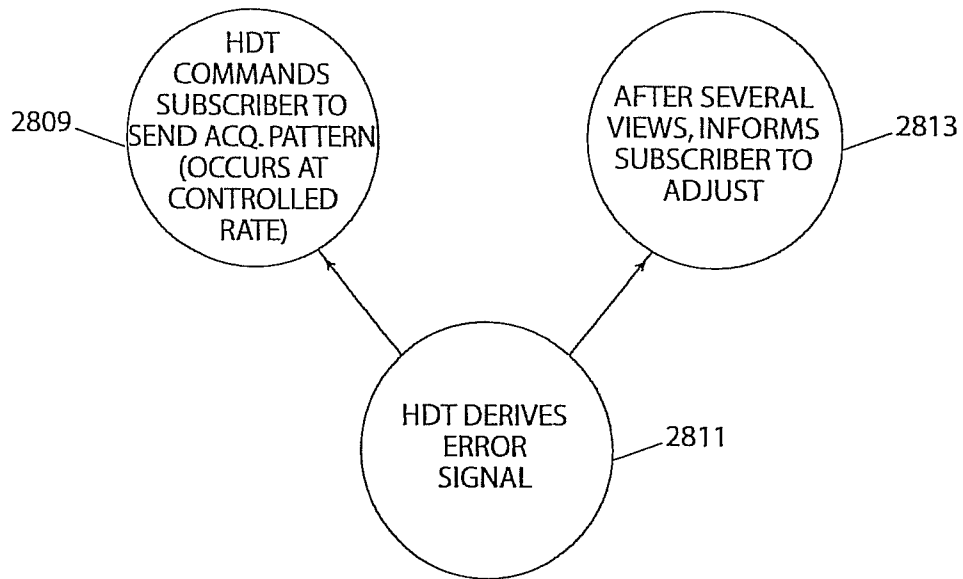 HDT
COMMANDS
SUBSCRIBER TO
SEND ACQ. PATTERN
(OCCURS AT
CONTROLLED
RATE)
2809
AFTER SEVERAL
VIEWS, INFORMS
SUBSCRIBER TO
ADJUST
2813
HDT DERIVES
ERROR
SIGNAL
2811